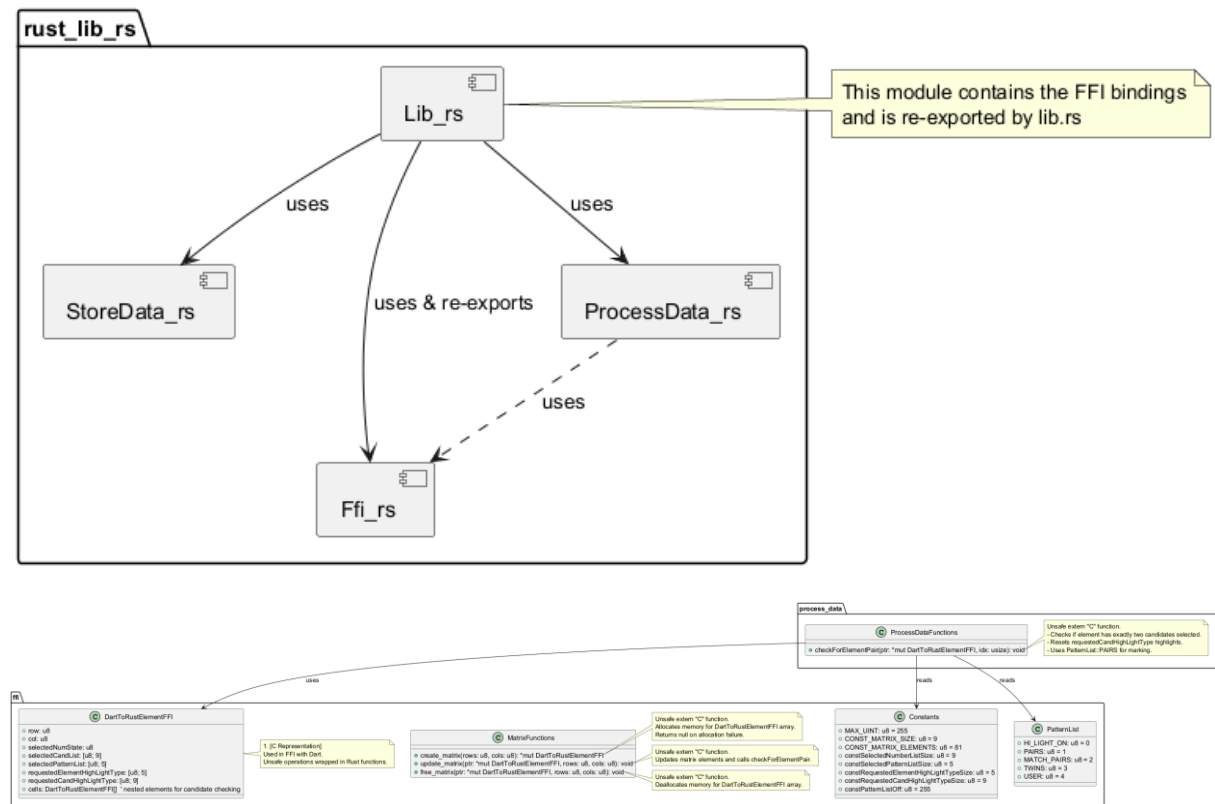 rust_lib_rs
Lib_rs
This module contains the FFI bindings
and is re-exported by lib.rs
uses
uses
StoreData_rs
uses & re-exports
ProcessData_rs
uses
Ffi_rs
process_data
ProcessDataFunctions
checkForElementPair(ptr: *mut DartToRustElementFFI, idx: usize): void
Unsafe extern "C" function.
- Checks if element has exactly two candidates selected.
- Resets requestedCandHighLightType highlights.
- Uses PatternList::PAIRS for marking.
uses
reads
reads
ffi
DartToRustElementFFI
row: u8
col: u8
selectedNumState: u8
selectedCandList: [u8; 9]
selectedPatternList: [u8; 5]
requestedElementHighLightType: [u8; 5]
requestedCandHighLightType: [u8; 9]
cells: DartToRustElementFFI[] ' nested elements for candidate checking
1. [C Representation]
Used in FFI with Dart.
Unsafe operations wrapped in Rust functions.
MatrixFunctions
create_matrix(rows: u8, cols: u8): *mut DartToRustElementFFI
update_matrix(ptr: *mut DartToRustElementFFI, rows: u8, cols: u8): void
free_matrix(ptr: *mut DartToRustElementFFI, rows: u8, cols: u8): void
Unsafe extern "C" function.
Allocates memory for DartToRustElementFFI array.
Returns null on allocation failure.
Unsafe extern "C" function.
Updates matrix elements and calls checkForElementPair.
Unsafe extern "C" function.
Deallocates memory for DartToRustElementFFI array.
Constants
MAX_UINT: u8 = 255
CONST_MATRIX_SIZE: u8 = 9
CONST_MATRIX_ELEMENTS: u8 = 81
constSelectedNumberListSize: u8 = 9
constSelectedPatternListSize: u8 = 5
constRequestedElementHighLightTypeSize: u8 = 5
constRequestedCandHighLightTypeSize: u8 = 9
constPatternListOff: u8 = 255
PatternList
HI_LIGHT_ON: u8 = 0
PAIRS: u8 = 1
MATCH_PAIRS: u8 = 2
TWINS: u8 = 3
USER: u8 = 4